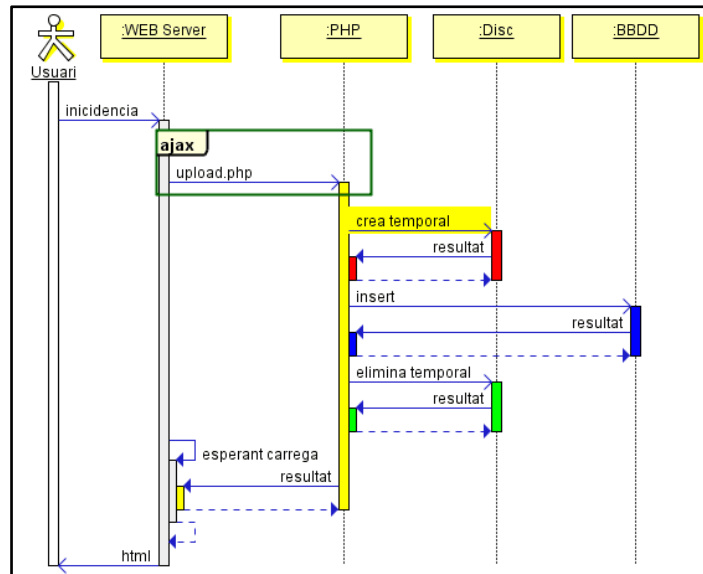 :WEB Server
:PHP
:Disc
:BBDD
Usuari
inicidencia
ajax
upload.php
crea temporal
resultat
insert
resultat
elimina temporal
resultat
esperant carrega
resultat
html